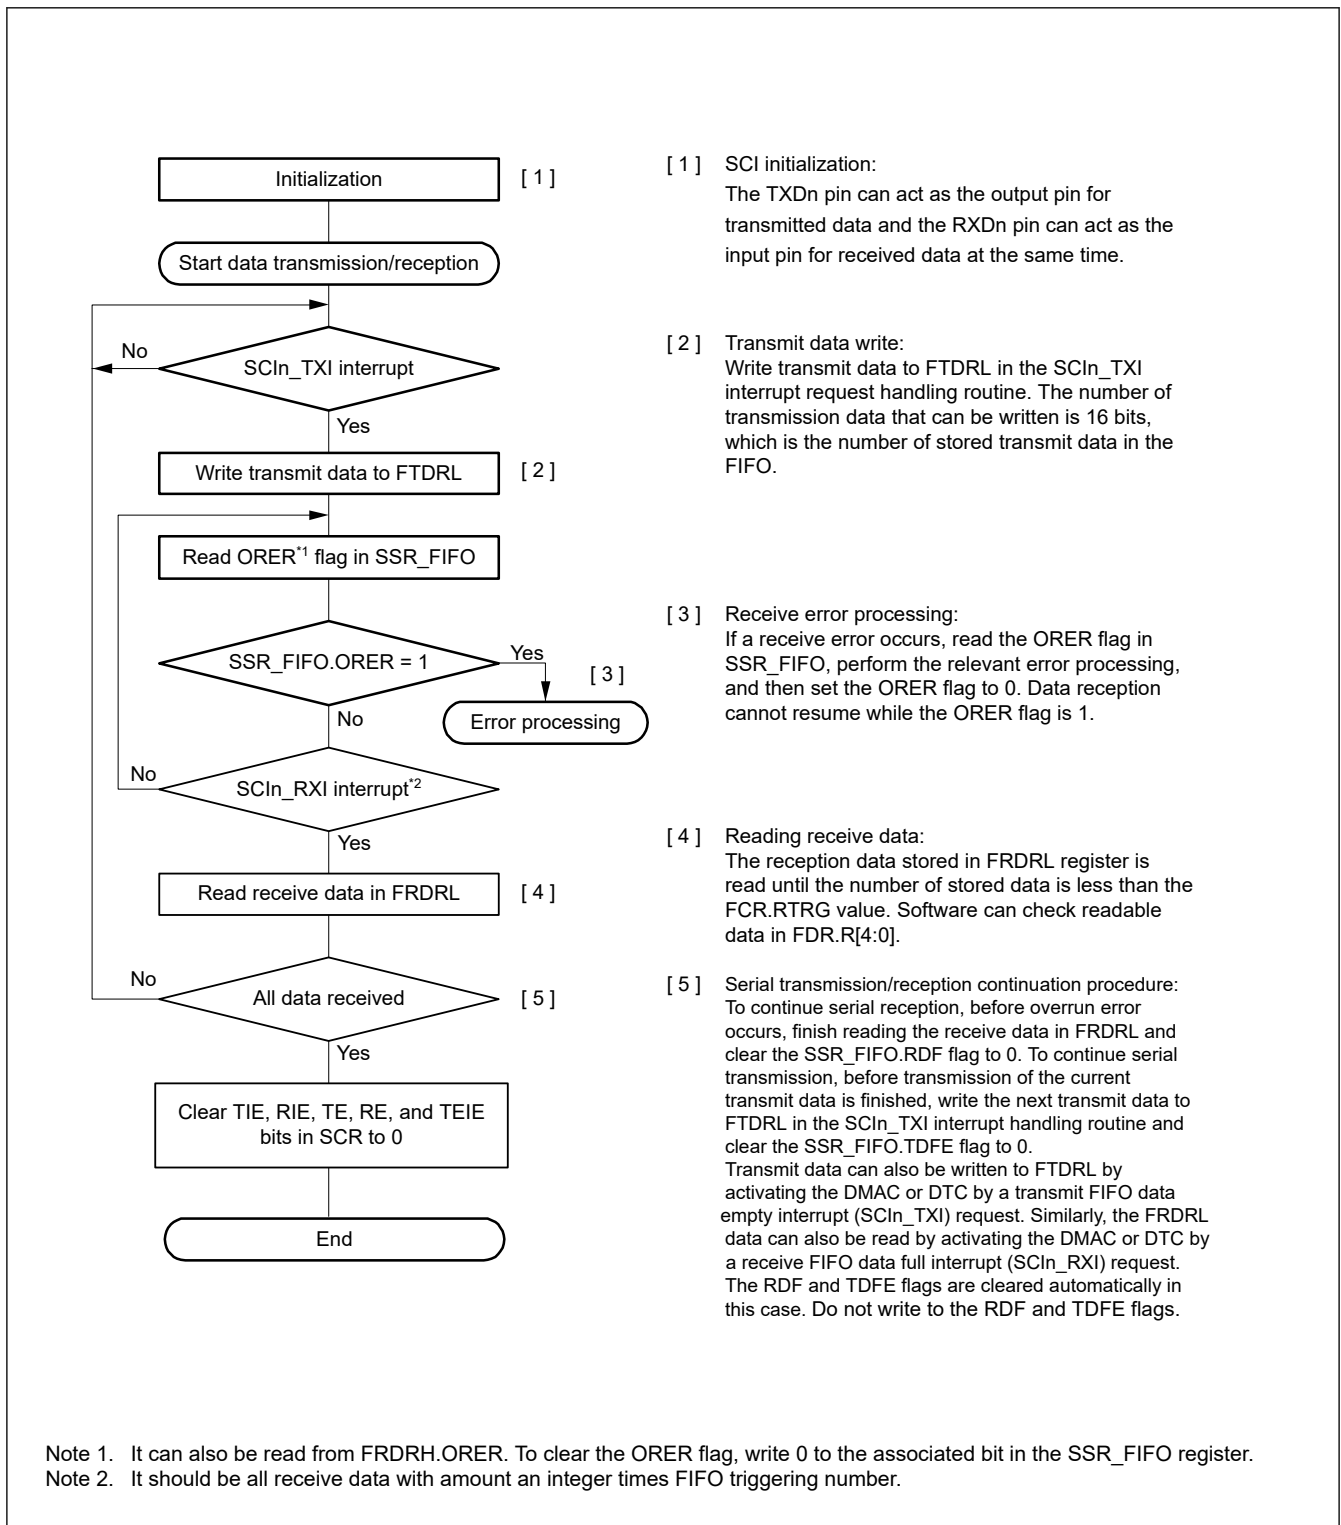 Initialization
[ 1 ]
Start data transmission/reception
No
SCIn_TXI interrupt
Yes
Write transmit data to FTDRL
[ 2 ]
Read ORER*1 flag in SSR_FIFO
SSR_FIFO.ORER = 1
Yes
[ 3 ]
Error processing
No
No
SCIn_RXI interrupt*2
Yes
Read receive data in FRDRL
[ 4 ]
No
All data received
[ 5 ]
Yes
Clear TIE, RIE, TE, RE, and TEIE
bits in SCR to 0
End
[ 1 ] SCI initialization:
The TXDn pin can act as the output pin for
transmitted data and the RXDn pin can act as the
input pin for received data at the same time.
[ 2 ] Transmit data write:
Write transmit data to FTDRL in the SCIn_TXI
interrupt request handling routine. The number of
transmission data that can be written is 16 bits,
which is the number of stored transmit data in the
FIFO.
[ 3 ] Receive error processing:
If a receive error occurs, read the ORER flag in
SSR_FIFO, perform the relevant error processing,
and then set the ORER flag to 0. Data reception
cannot resume while the ORER flag is 1.
[ 4 ] Reading receive data:
The reception data stored in FRDRL register is
read until the number of stored data is less than the
FCR.RTRG value. Software can check readable
data in FDR.R[4:0].
[ 5 ] Serial transmission/reception continuation procedure:
To continue serial reception, before overrun error
occurs, finish reading the receive data in FRDRL and
clear the SSR_FIFO.RDF flag to 0. To continue serial
transmission, before transmission of the current
transmit data is finished, write the next transmit data to
FTDRL in the SCIn_TXI interrupt handling routine and
clear the SSR_FIFO.TDFE flag to 0.
Transmit data can also be written to FTDRL by
activating the DMAC or DTC by a transmit FIFO data
empty interrupt (SCIn_TXI) request. Similarly, the FRDRL
data can also be read by activating the DMAC or DTC by
a receive FIFO data full interrupt (SCIn_RXI) request.
The RDF and TDFE flags are cleared automatically in
this case. Do not write to the RDF and TDFE flags.
Note 1. It can also be read from FRDRH.ORER. To clear the ORER flag, write 0 to the associated bit in the SSR_FIFO register.
Note 2. It should be all receive data with amount an integer times FIFO triggering number.